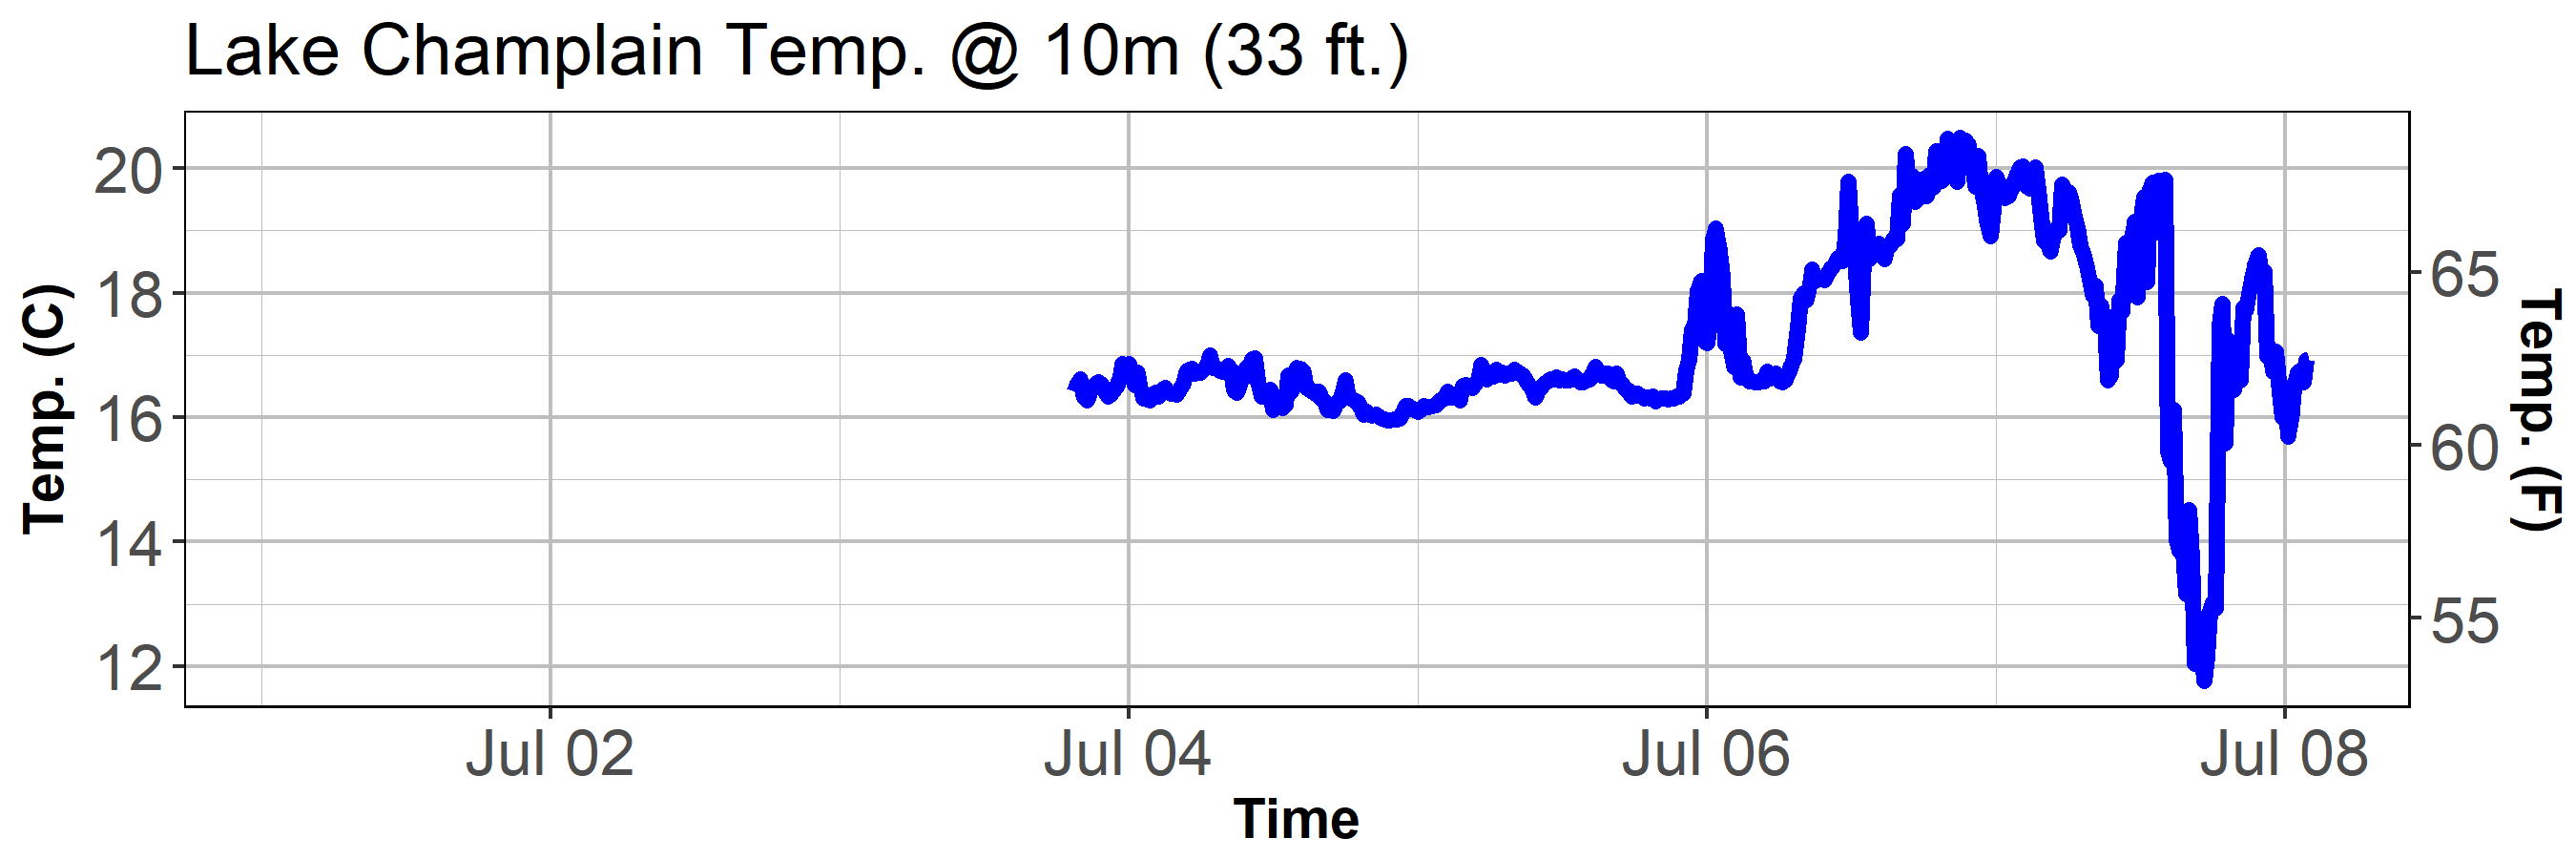 Lake Champlain Temp. @ 10m (33 ft.)
Temp. (C)
20
18
16
14
12
65
60
55
Temp. (F)
Jul 02 Jul 04 Jul 06 Jul 08
Time